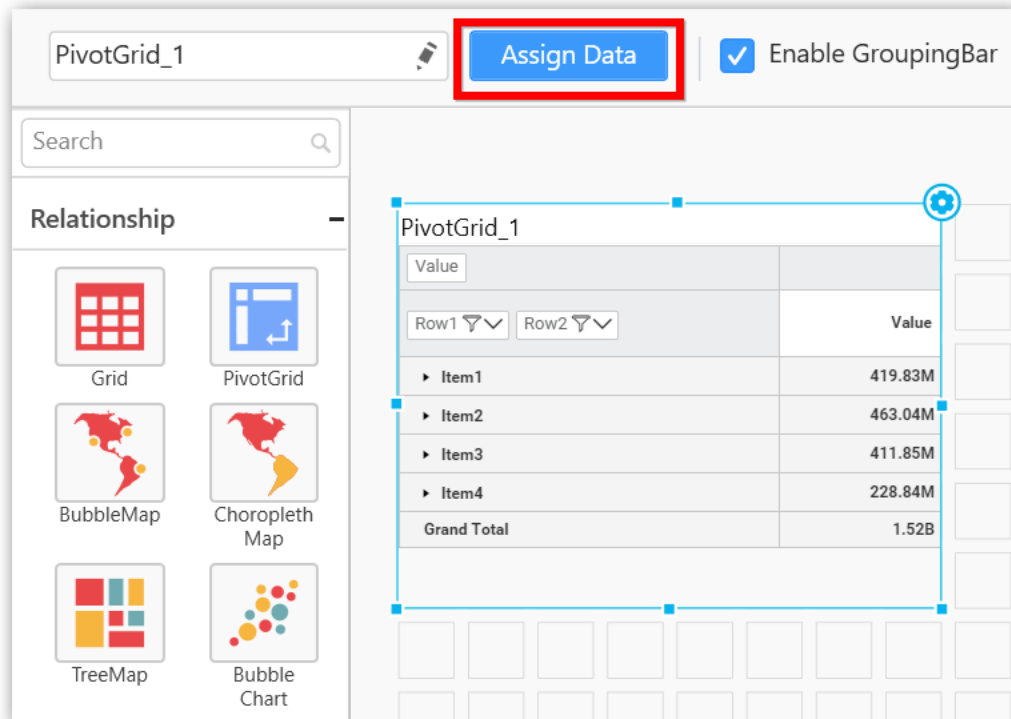 PivotGrid_1
Assign Data
Enable GroupingBar
Search
Relationship
Grid
PivotGrid
BubbleMap
Choropleth
Map
TreeMap
Bubble
Chart
PivotGrid_1
Value
Row1 Row2 Value
Item1 419.83M
Item2 463.04M
Item3 411.85M
Item4 228.84M
Grand Total 1.52B